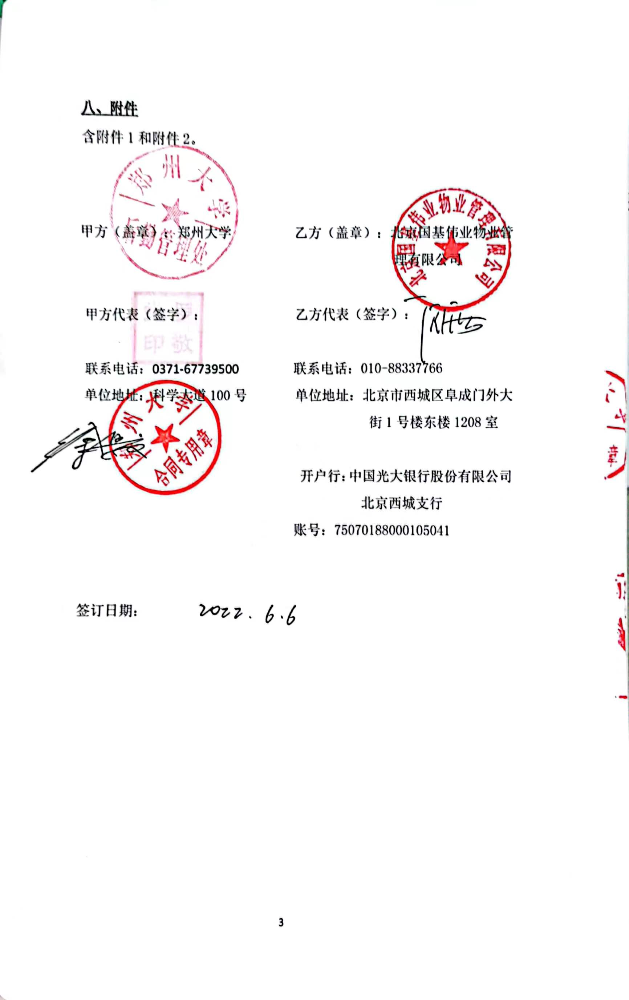 八、附件
含附件 1 和附件 2。
郑州大学
后勤管理处
甲方（盖章）：郑州大学
乙方（盖章）：北京国基伟业物业管
理有限公司
北京国基伟业物业管理有限公司
甲方代表（签字）：
印敬
乙方代表（签字）：
联系电话：0371-67739500
联系电话：010-88337766
单位地址：科学大道 100 号
单位地址：北京市西城区阜成门外大
街 1 号楼东楼 1208 室
郑州大学
合同专用章
开户行：中国光大银行股份有限公司
北京西城支行
账号：75070188000105041
签订日期：
2022.6.6
章
3